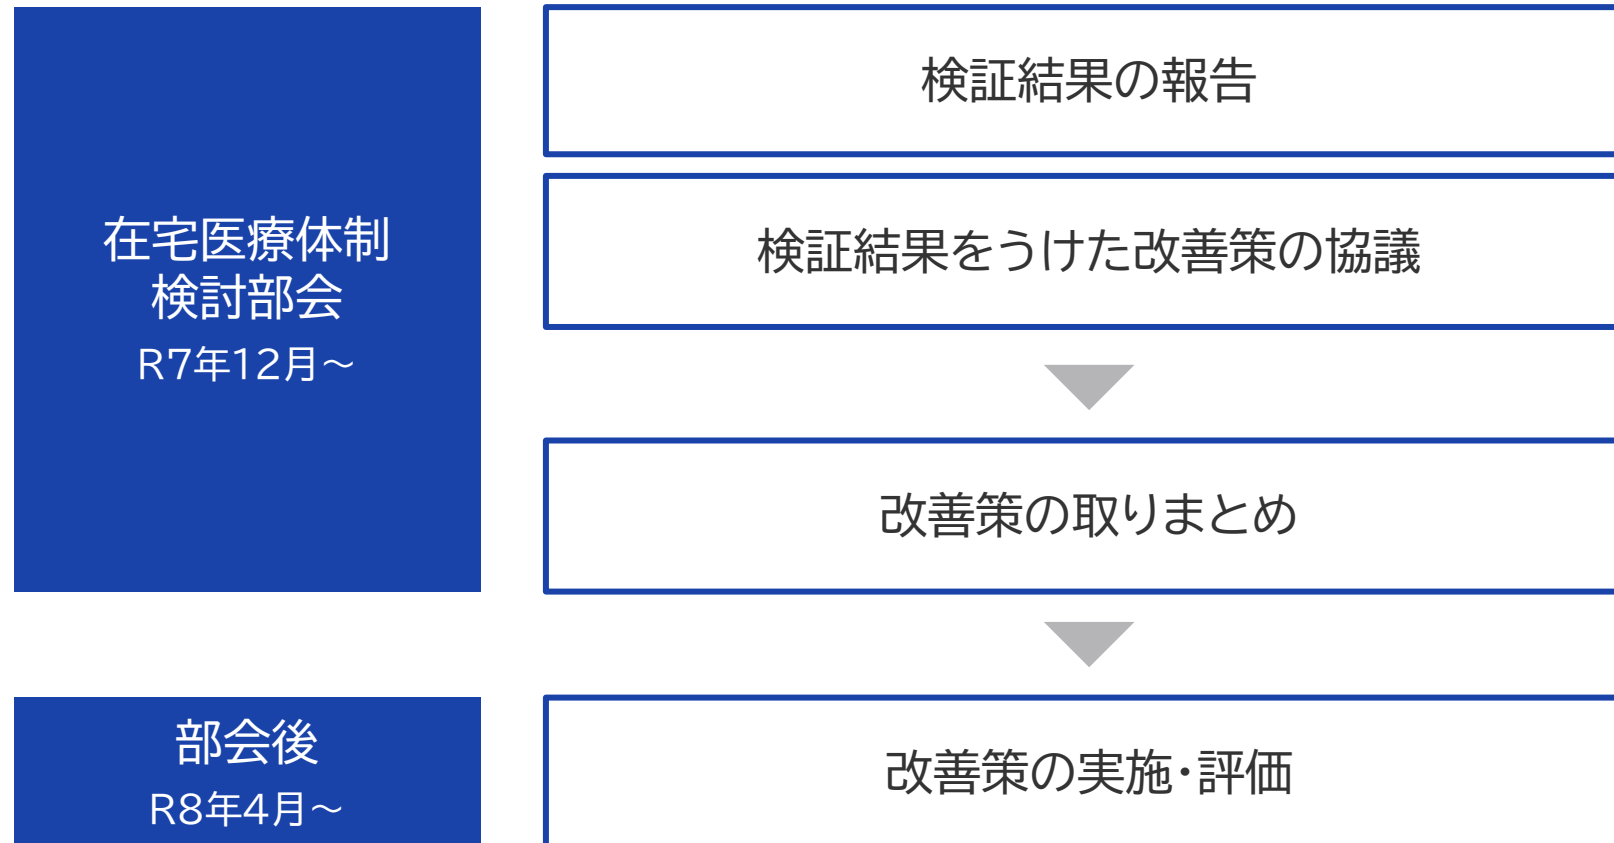 在宅医療体制
検討部会
R7年12月～
検証結果の報告
検証結果をうけた改善策の協議
改善策の取りまとめ
部会後
R8年4月～
改善策の実施・評価